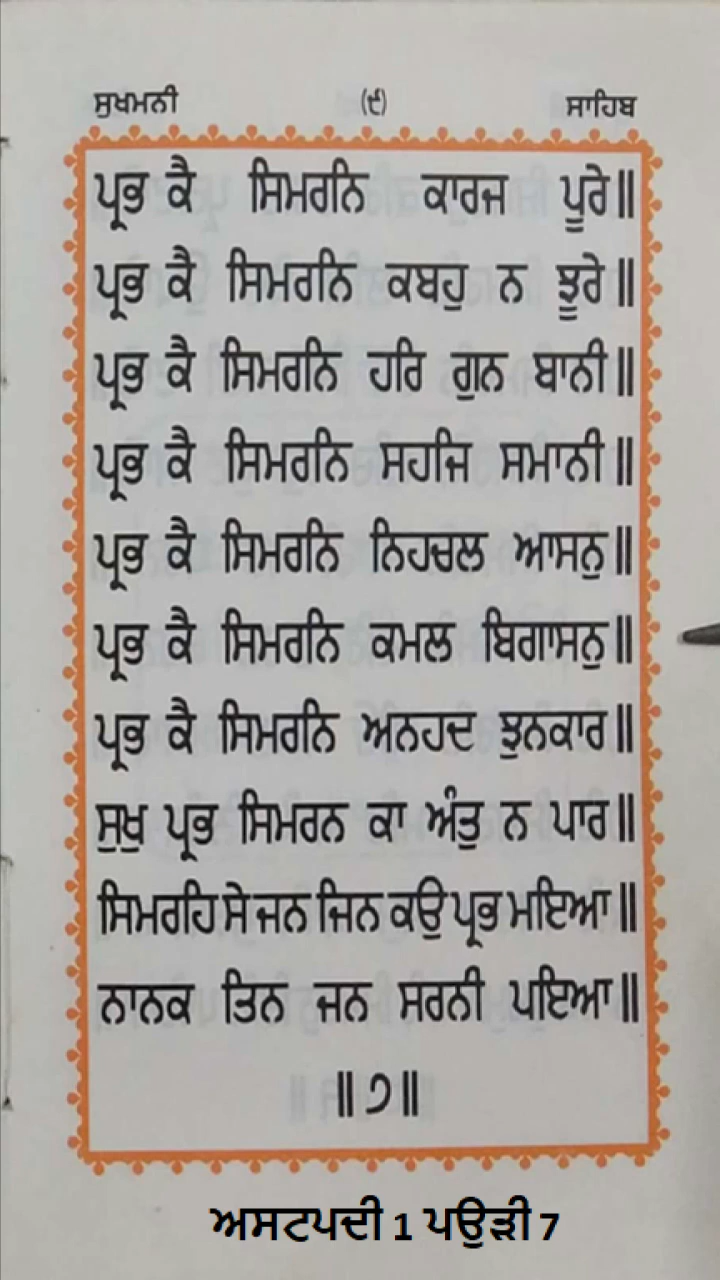 ਸੁਖਮਨੀ (੯) ਸਾਹਿਬ
ਪ੍ਰਭ ਕੈ ਸਿਮਰਨਿ ਕਾਰਜ ਪੂਰੇ॥
ਪ੍ਰਭ ਕੈ ਸਿਮਰਨਿ ਕਬਹੁ ਨ ਝੂਰੇ॥
ਪ੍ਰਭ ਕੈ ਸਿਮਰਨਿ ਹਰਿ ਗੁਨ ਬਾਨੀ॥
ਪ੍ਰਭ ਕੈ ਸਿਮਰਨਿ ਸਹਜਿ ਸਮਾਨੀ॥
ਪ੍ਰਭ ਕੈ ਸਿਮਰਨਿ ਨਿਹਚਲ ਆਸਨੁ॥
ਪ੍ਰਭ ਕੈ ਸਿਮਰਨਿ ਕਮਲ ਬਿਗਾਸਨੁ॥
ਪ੍ਰਭ ਕੈ ਸਿਮਰਨਿ ਅਨਹਦ ਝੁਨਕਾਰ॥
ਸੁਖੁ ਪ੍ਰਭ ਸਿਮਰਨ ਕਾ ਅੰਤੁ ਨ ਪਾਰ॥
ਸਿਮਰਹਿ ਸੇ ਜਨ ਜਿਨ ਕਉ ਪ੍ਰਭ ਮਇਆ॥
ਨਾਨਕ ਤਿਨ ਜਨ ਸਰਨੀ ਪਇਆ॥
॥੭॥
ਅਸਟਪਦੀ 1 ਪਉੜੀ 7